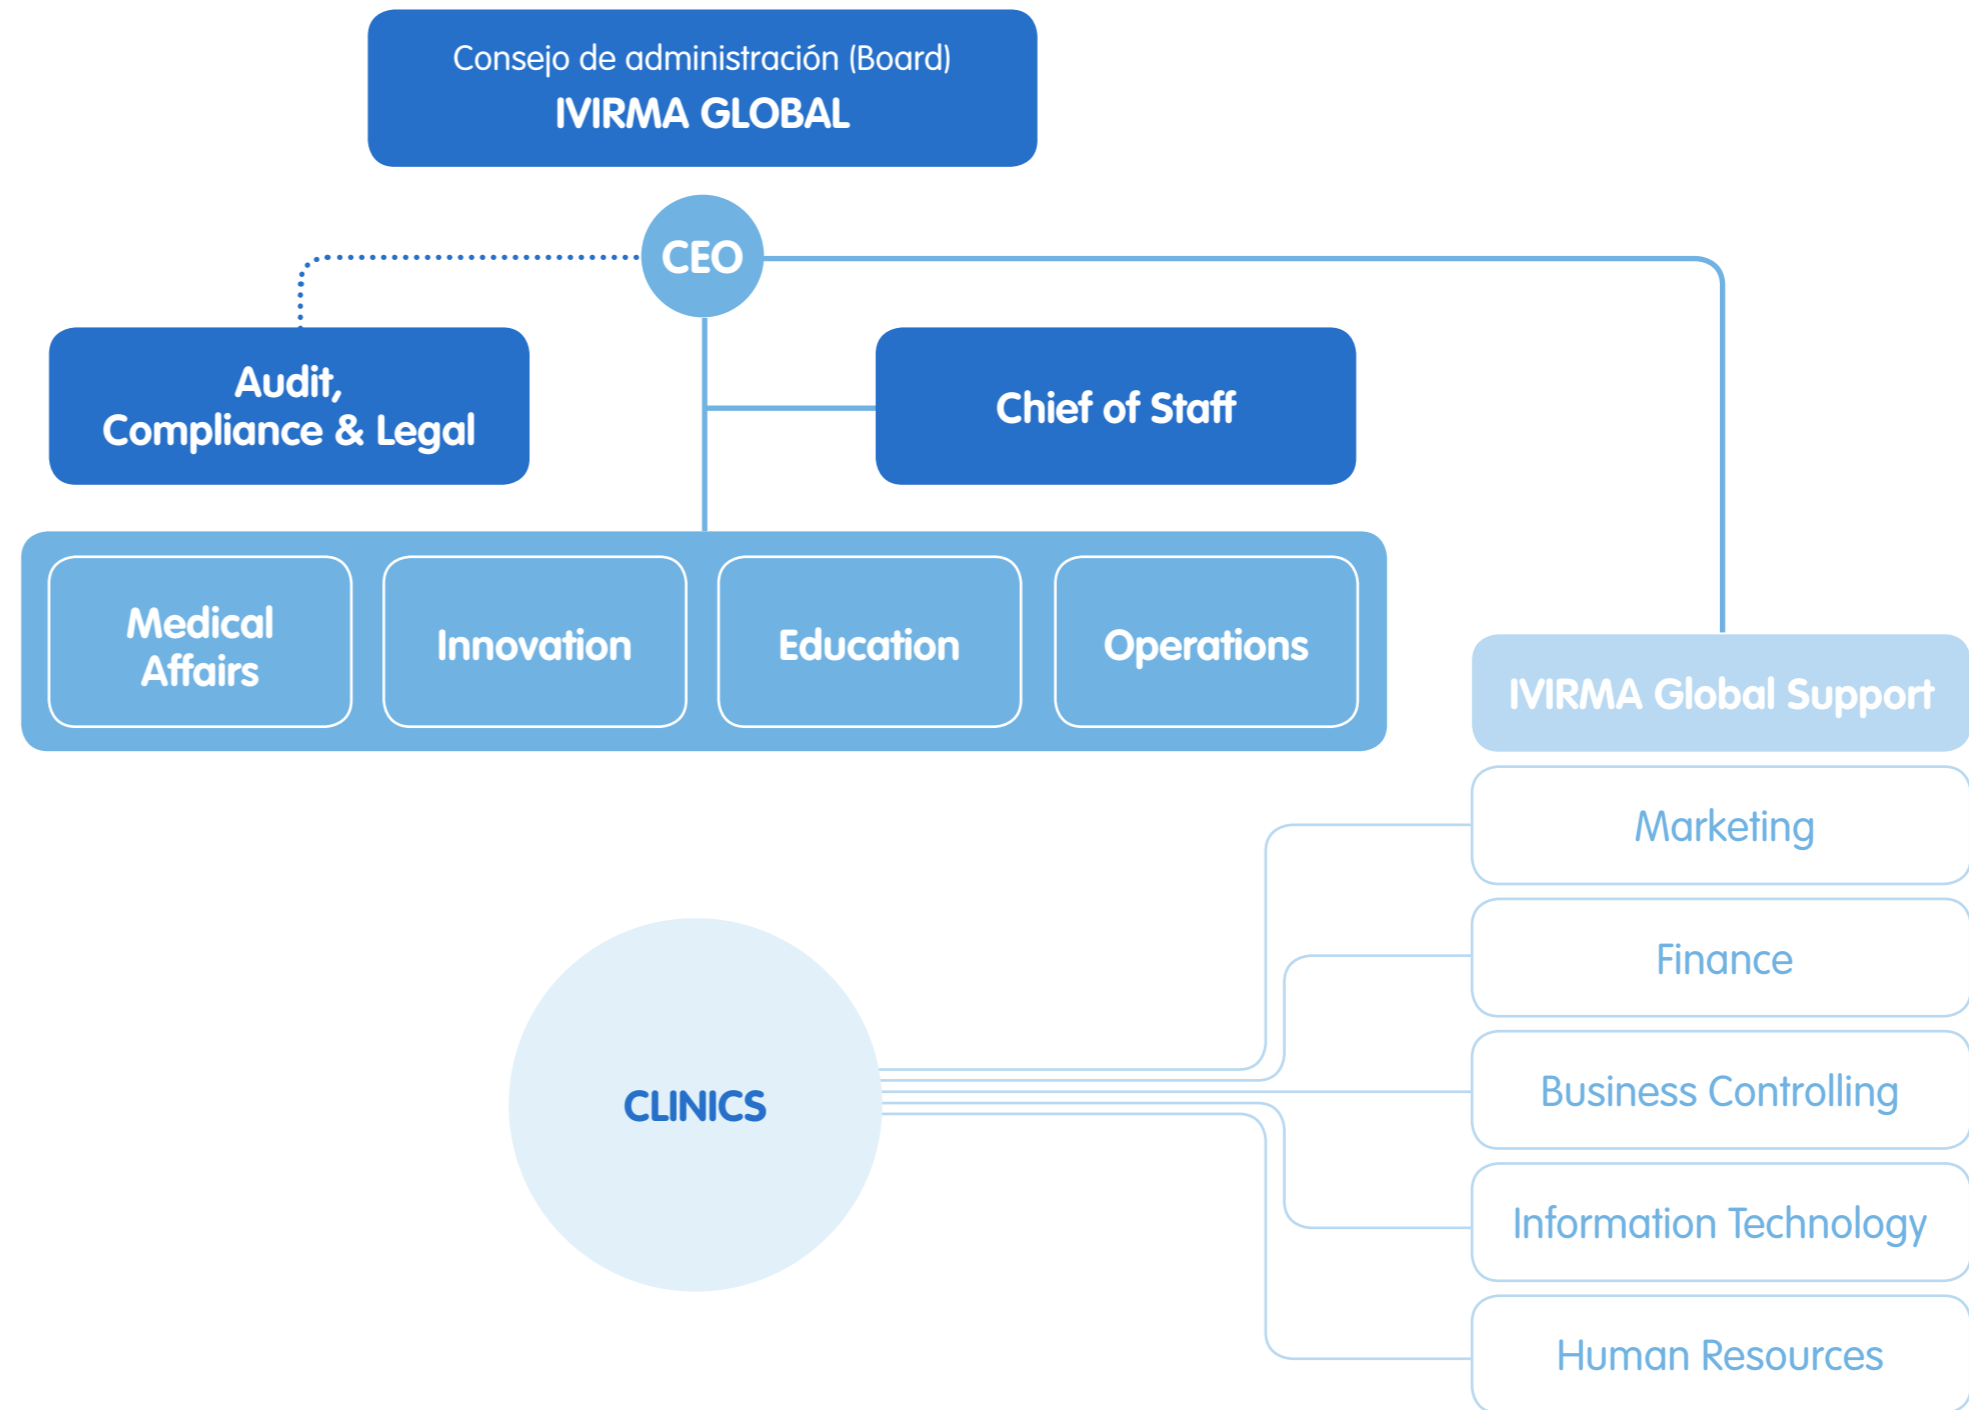 Consejo de administración (Board)
IVIRMA GLOBAL
CEO
Audit,
Compliance & Legal
Chief of Staff
Medical
Affairs
Innovation
Education
Operations
IVIRMA Global Support
Marketing
Finance
Business Controlling
Information Technology
Human Resources
CLINICS